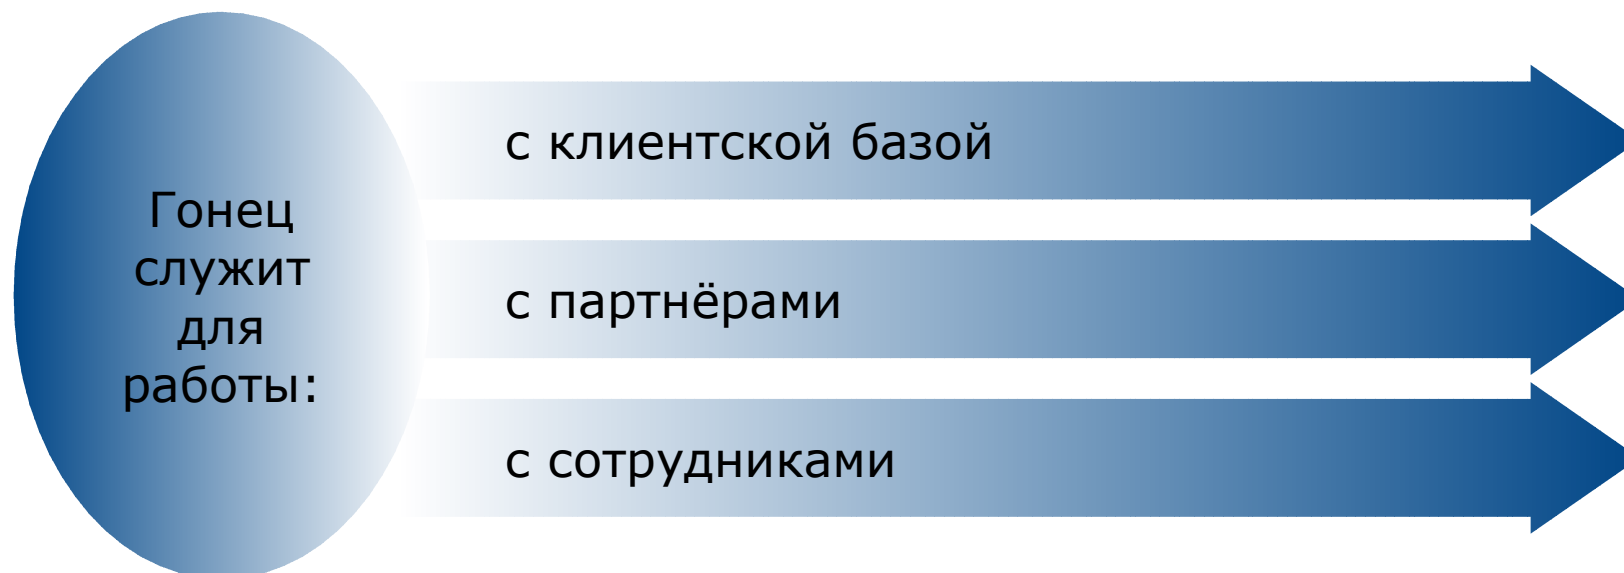 Гонец
служит
для
работы:
с клиентской базой
с партнёрами
с сотрудниками